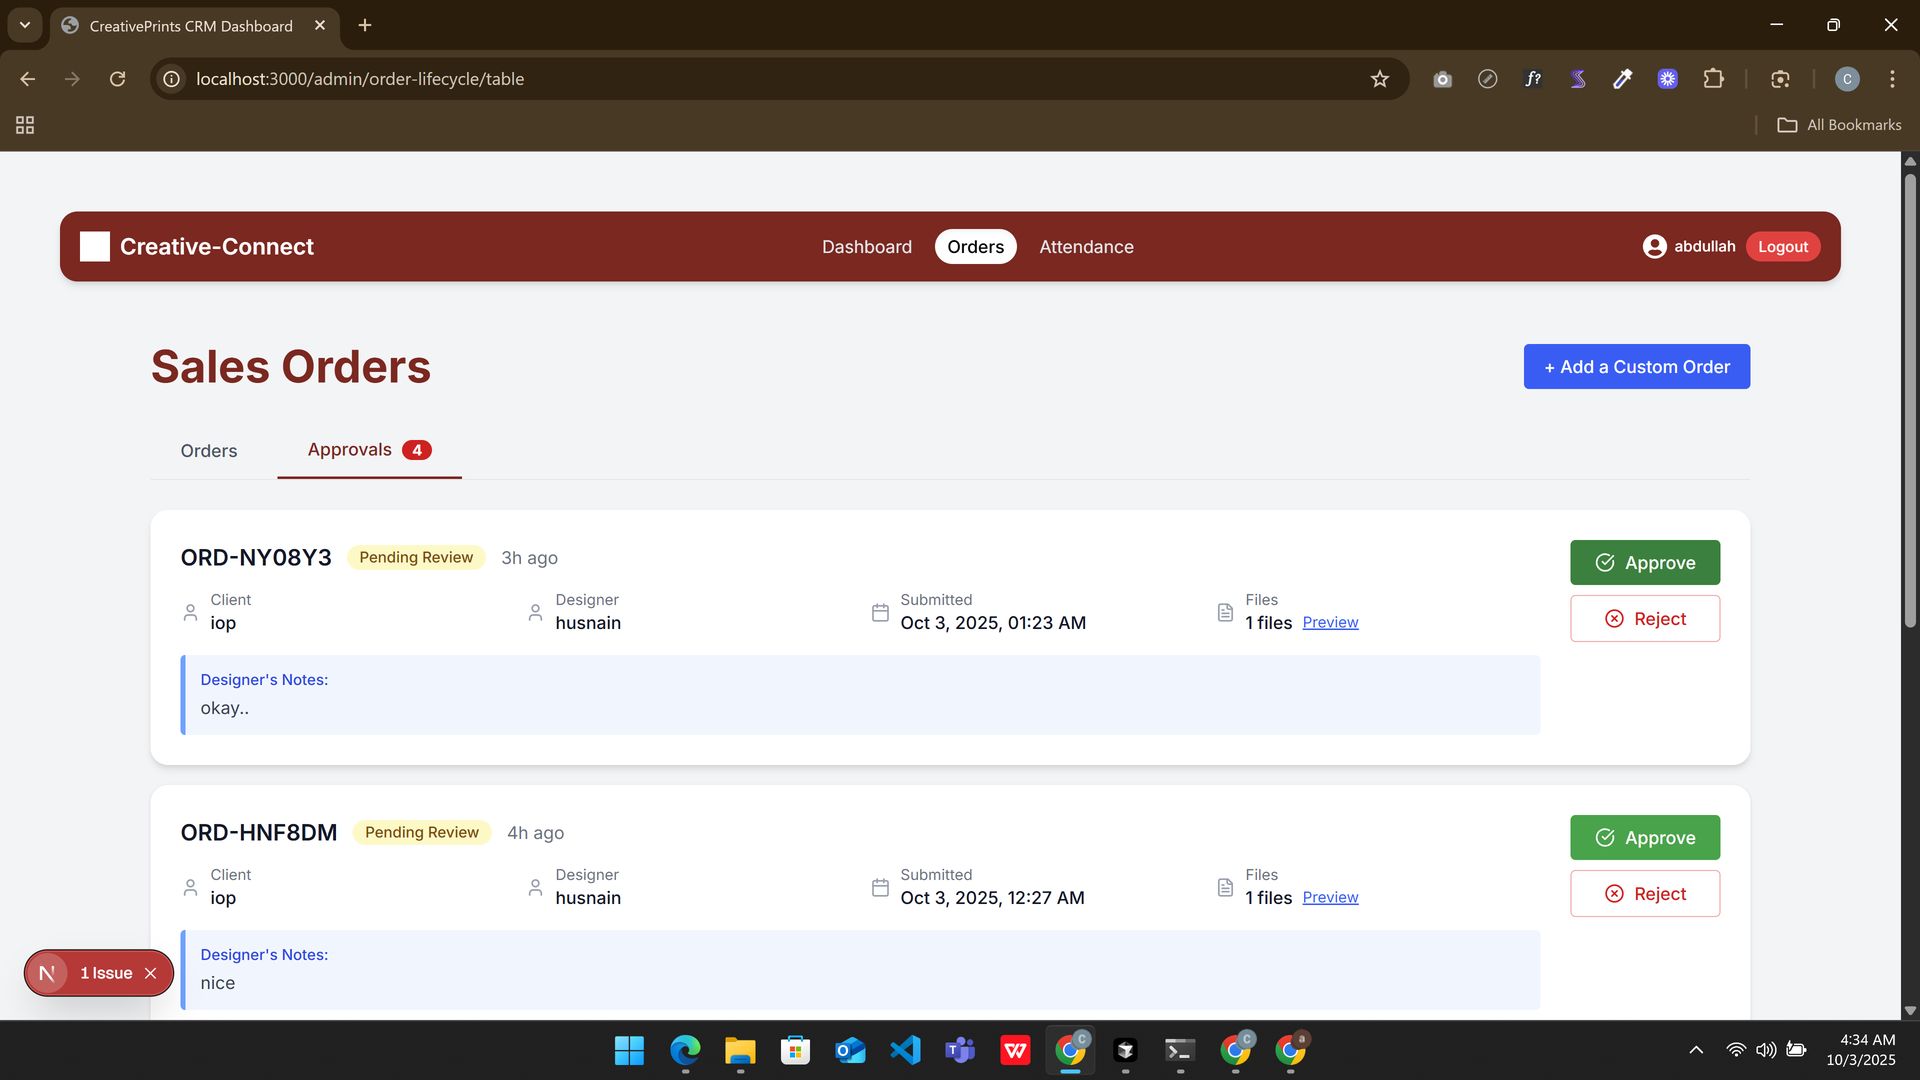 CreativePrints CRM Dashboard
localhost:3000/admin/order-lifecycle/table
f?
C
All Bookmarks
Creative-Connect
Dashboard
Orders
Attendance
abdullah
Logout
Sales Orders
+ Add a Custom Order
Orders
Approvals 4
ORD-NY08Y3 Pending Review 3h ago
Approve
Client
iop
Designer
husnain
Submitted
Oct 3, 2025, 01:23 AM
Files
1 files Preview
Reject
Designer's Notes:
okay..
ORD-HNF8DM Pending Review 4h ago
Approve
Client
iop
Designer
husnain
Submitted
Oct 3, 2025, 12:27 AM
Files
1 files Preview
Reject
Designer's Notes:
nice
N 1 Issue
4:34 AM
10/3/2025